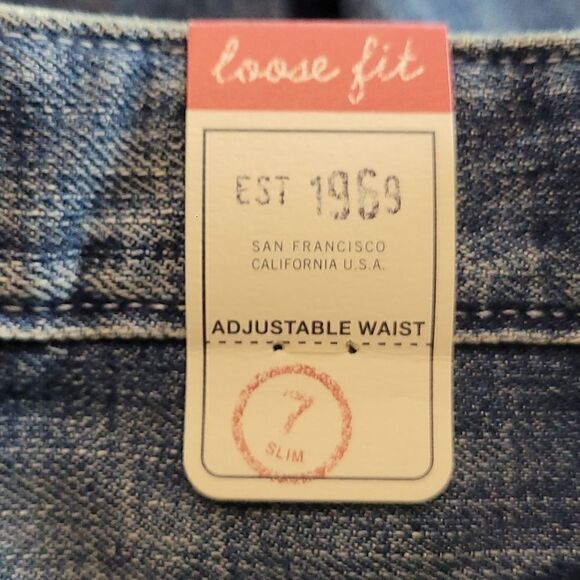 loose fit
EST 1969
SAN FRANCISCO
CALIFORNIA U.S.A.
ADJUSTABLE WAIST
7
SLIM